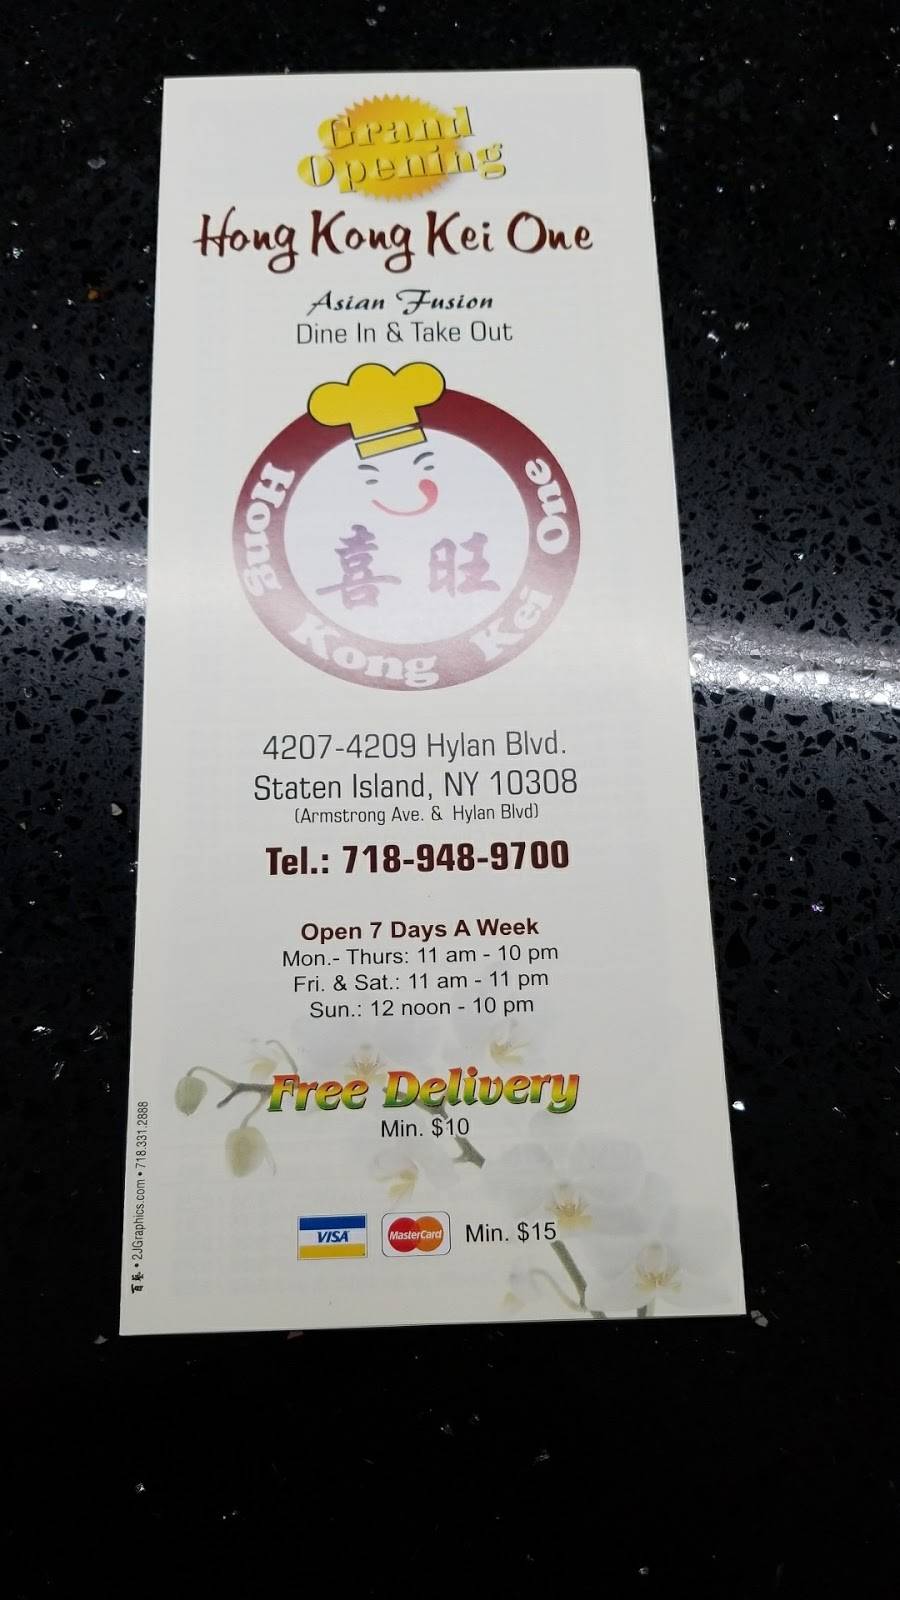 Grand
Opening
Hong Kong Kei One
Asian Fusion
Dine In & Take Out
Hong Kong Kei One
喜 旺
4207-4209 Hylan Blvd.
Staten Island, NY 10308
(Armstrong Ave. & Hylan Blvd)
Tel.: 718-948-9700
Open 7 Days A Week
Mon.- Thurs: 11 am - 10 pm
Fri. & Sat.: 11 am - 11 pm
Sun.: 12 noon - 10 pm
Free Delivery
Min. $10
VISA MasterCard Min. $15
百藝 • 2JGraphics.com • 718.331.2888